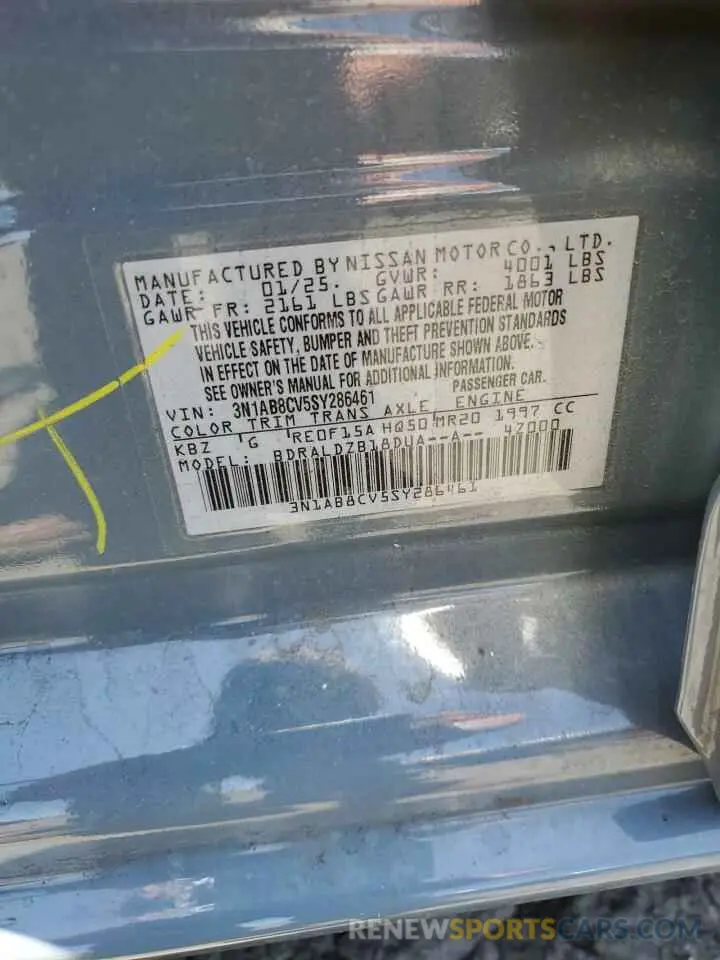 MANUFACTURED BY NISSAN MOTOR CO., LTD.
DATE: 01/25. GVWR: 4001 LBS
GAWR FR: 2161 LBS GAWR RR: 1863 LBS
THIS VEHICLE CONFORMS TO ALL APPLICABLE FEDERAL MOTOR
VEHICLE SAFETY, BUMPER AND THEFT PREVENTION STANDARDS
IN EFFECT ON THE DATE OF MANUFACTURE SHOWN ABOVE.
SEE OWNER'S MANUAL FOR ADDITIONAL INFORMATION.
VIN: 3N1AB8CV5SY286461 PASSENGER CAR.
COLOR TRIM TRANS AXLE ENGINE
KBZ G RE0F15A HQ50 MR20 1997 CC
MODEL: BDRALDZB18DUA--A-- 47000
3N1AB8CV5SY286461
RENEWSPORTSCARS.COM